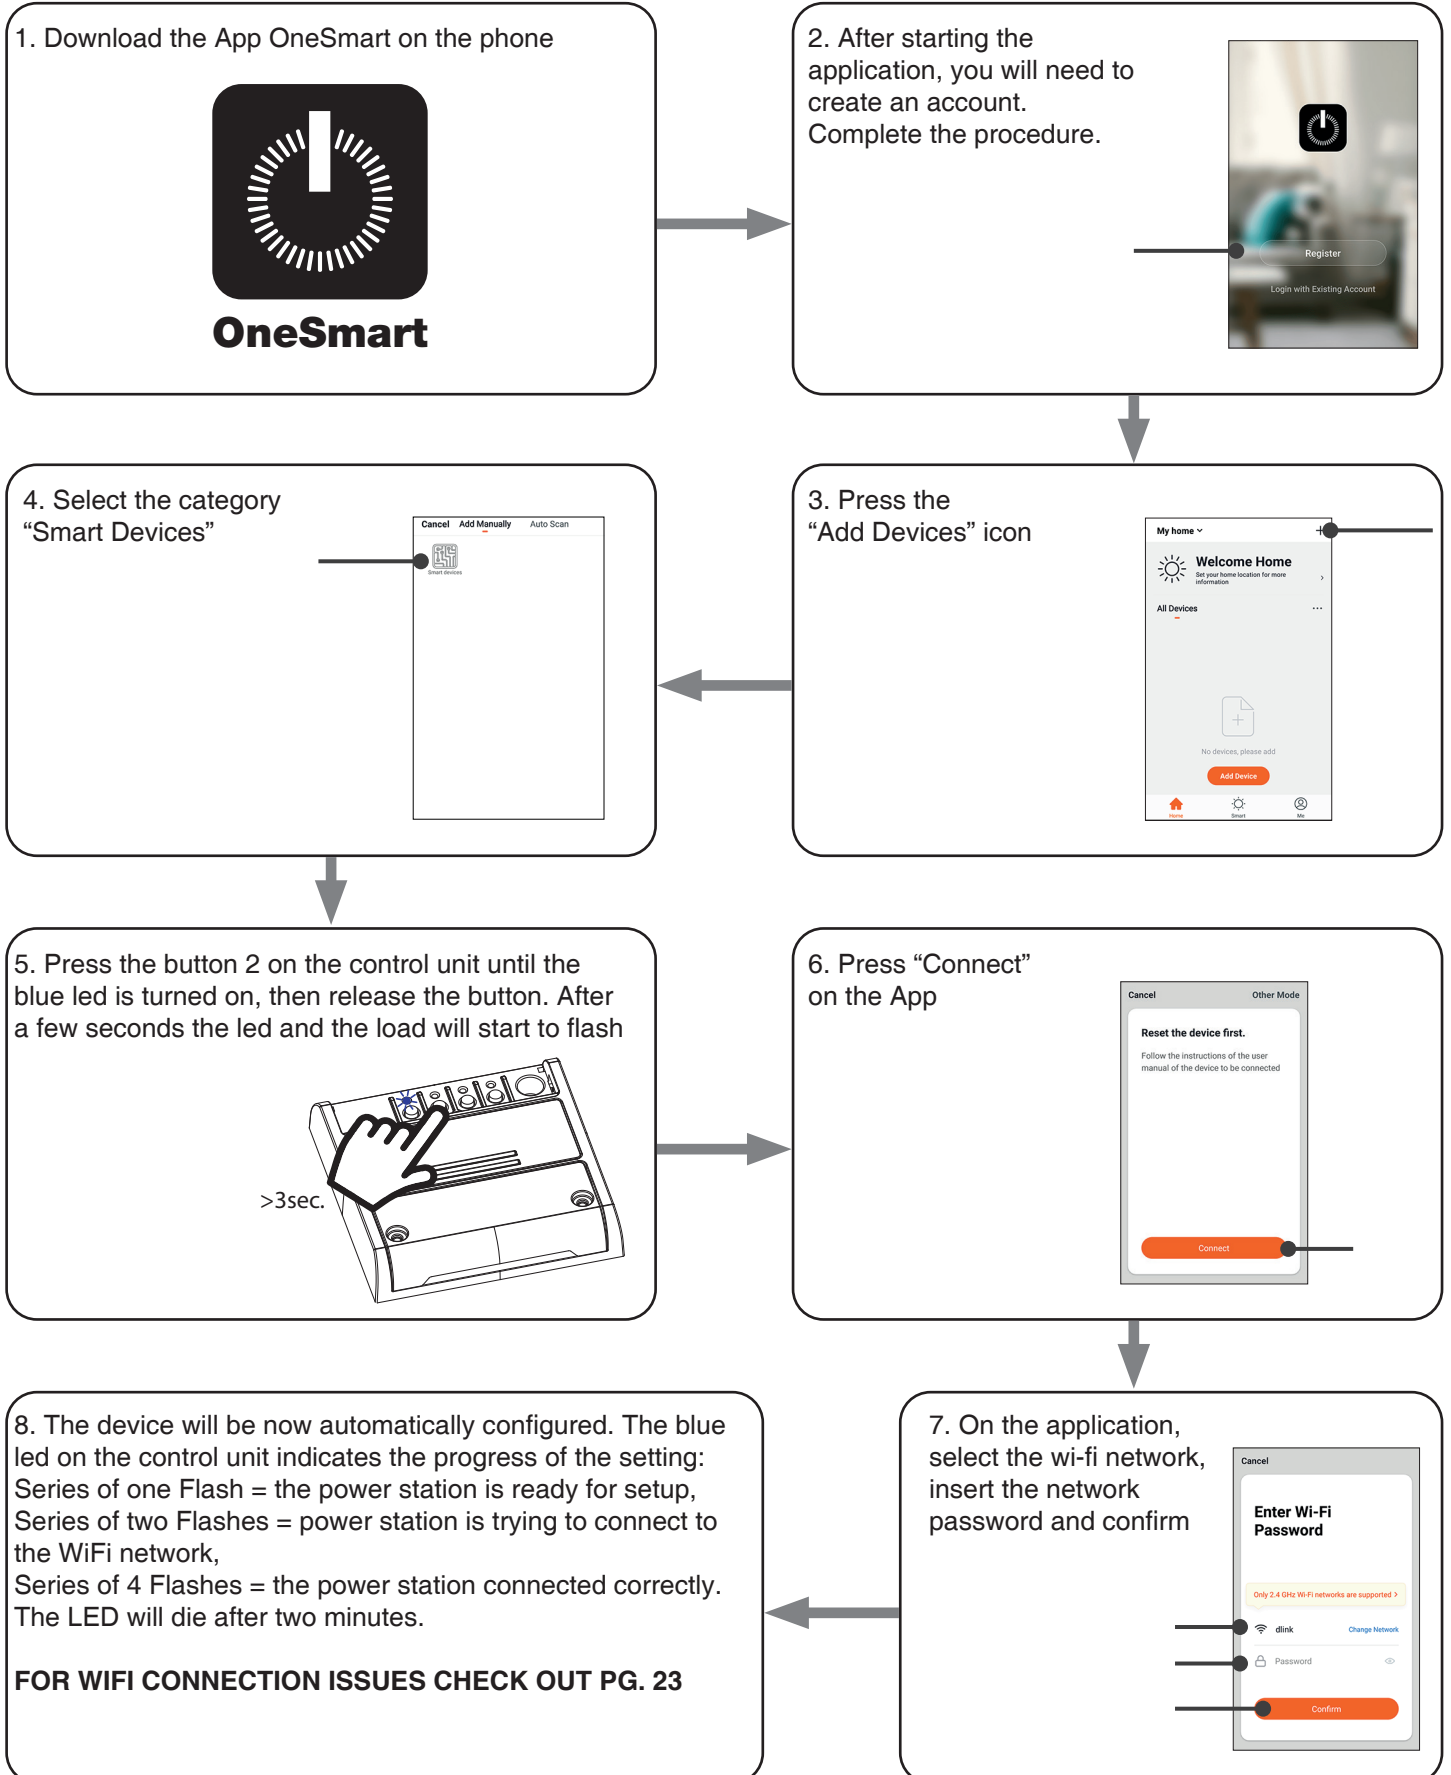 1. Download the App OneSmart on the phone
OneSmart
2. After starting the
application, you will need to
create an account.
Complete the procedure.
Register
Login with Existing Account
3. Press the
“Add Devices” icon
My home
Welcome Home
Set your home location for more
information
All Devices
No devices, please add
Add Device
Home Smart Me
4. Select the category
“Smart Devices”
Cancel Add Manually Auto Scan
Smart devices
5. Press the button 2 on the control unit until the
blue led is turned on, then release the button. After
a few seconds the led and the load will start to flash
>3sec.
6. Press “Connect”
on the App
Cancel Other Mode
Reset the device first.
Follow the instructions of the user
manual of the device to be connected
Connect
7. On the application,
select the wi-fi network,
insert the network
password and confirm
Cancel
Enter Wi-Fi
Password
Only 2.4 GHz Wi-Fi networks are supported >
dlink Change Network
Password
Confirm
8. The device will be now automatically configured. The blue
led on the control unit indicates the progress of the setting:
Series of one Flash = the power station is ready for setup,
Series of two Flashes = power station is trying to connect to
the WiFi network,
Series of 4 Flashes = the power station connected correctly.
The LED will die after two minutes.
FOR WIFI CONNECTION ISSUES CHECK OUT PG. 23